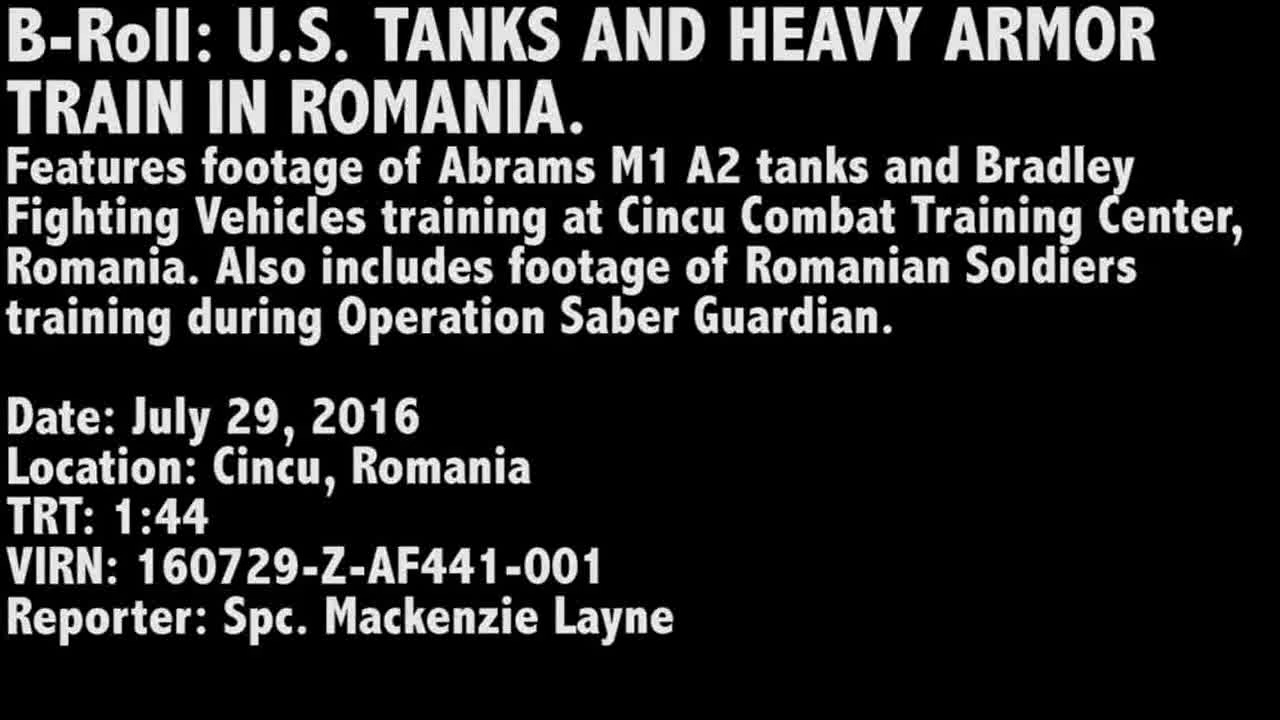 B-Roll: U.S. TANKS AND HEAVY ARMOR
TRAIN IN ROMANIA.
Features footage of Abrams M1 A2 tanks and Bradley
Fighting Vehicles training at Cincu Combat Training Center,
Romania. Also includes footage of Romanian Soldiers
training during Operation Saber Guardian.
Date: July 29, 2016
Location: Cincu, Romania
TRT: 1:44
VIRN: 160729-Z-AF441-001
Reporter: Spc. Mackenzie Layne